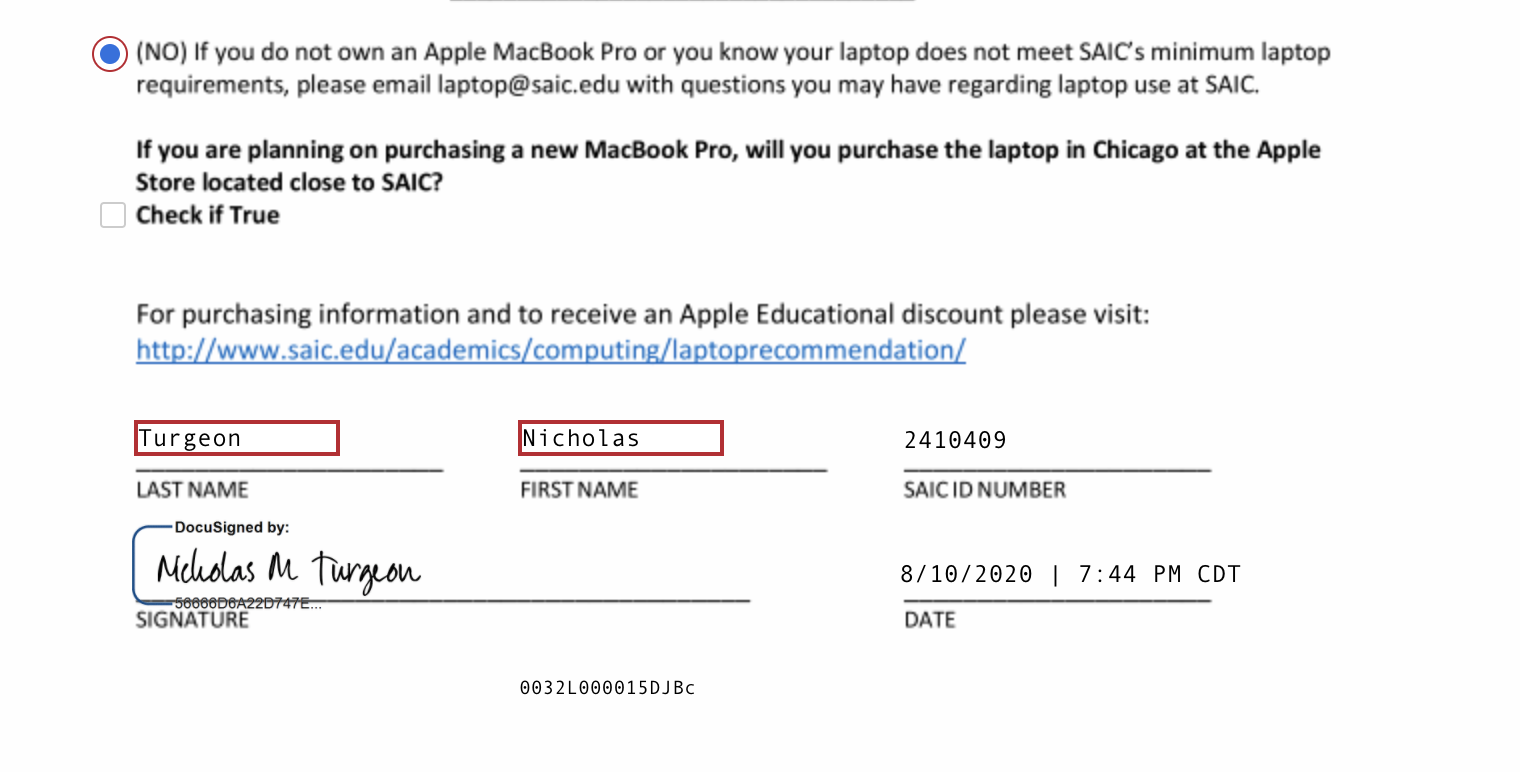 (NO) If you do not own an Apple MacBook Pro or you know your laptop does not meet SAIC's minimum laptop
requirements, please email laptop@saic.edu with questions you may have regarding laptop use at SAIC.
If you are planning on purchasing a new MacBook Pro, will you purchase the laptop in Chicago at the Apple
Store located close to SAIC?
Check if True
For purchasing information and to receive an Apple Educational discount please visit:
http://www.saic.edu/academics/computing/laptoprecommendation/
Turgeon Nicholas 2410409
LAST NAME FIRST NAME SAIC ID NUMBER
DocuSigned by:
Nicholas M Turgeon 8/10/2020 | 7:44 PM CDT
56666D6A22D747E...
SIGNATURE DATE
0032L000015DJBc